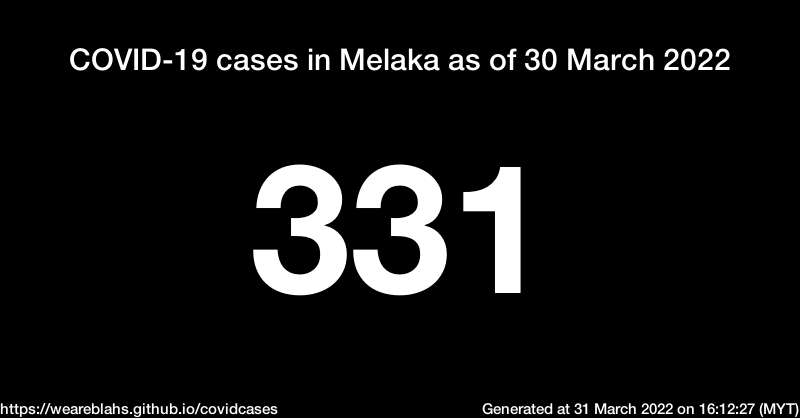 COVID-19 cases in Melaka as of 30 March 2022
331
https://weareblahs.github.io/covidcases
Generated at 31 March 2022 on 16:12:27 (MYT)